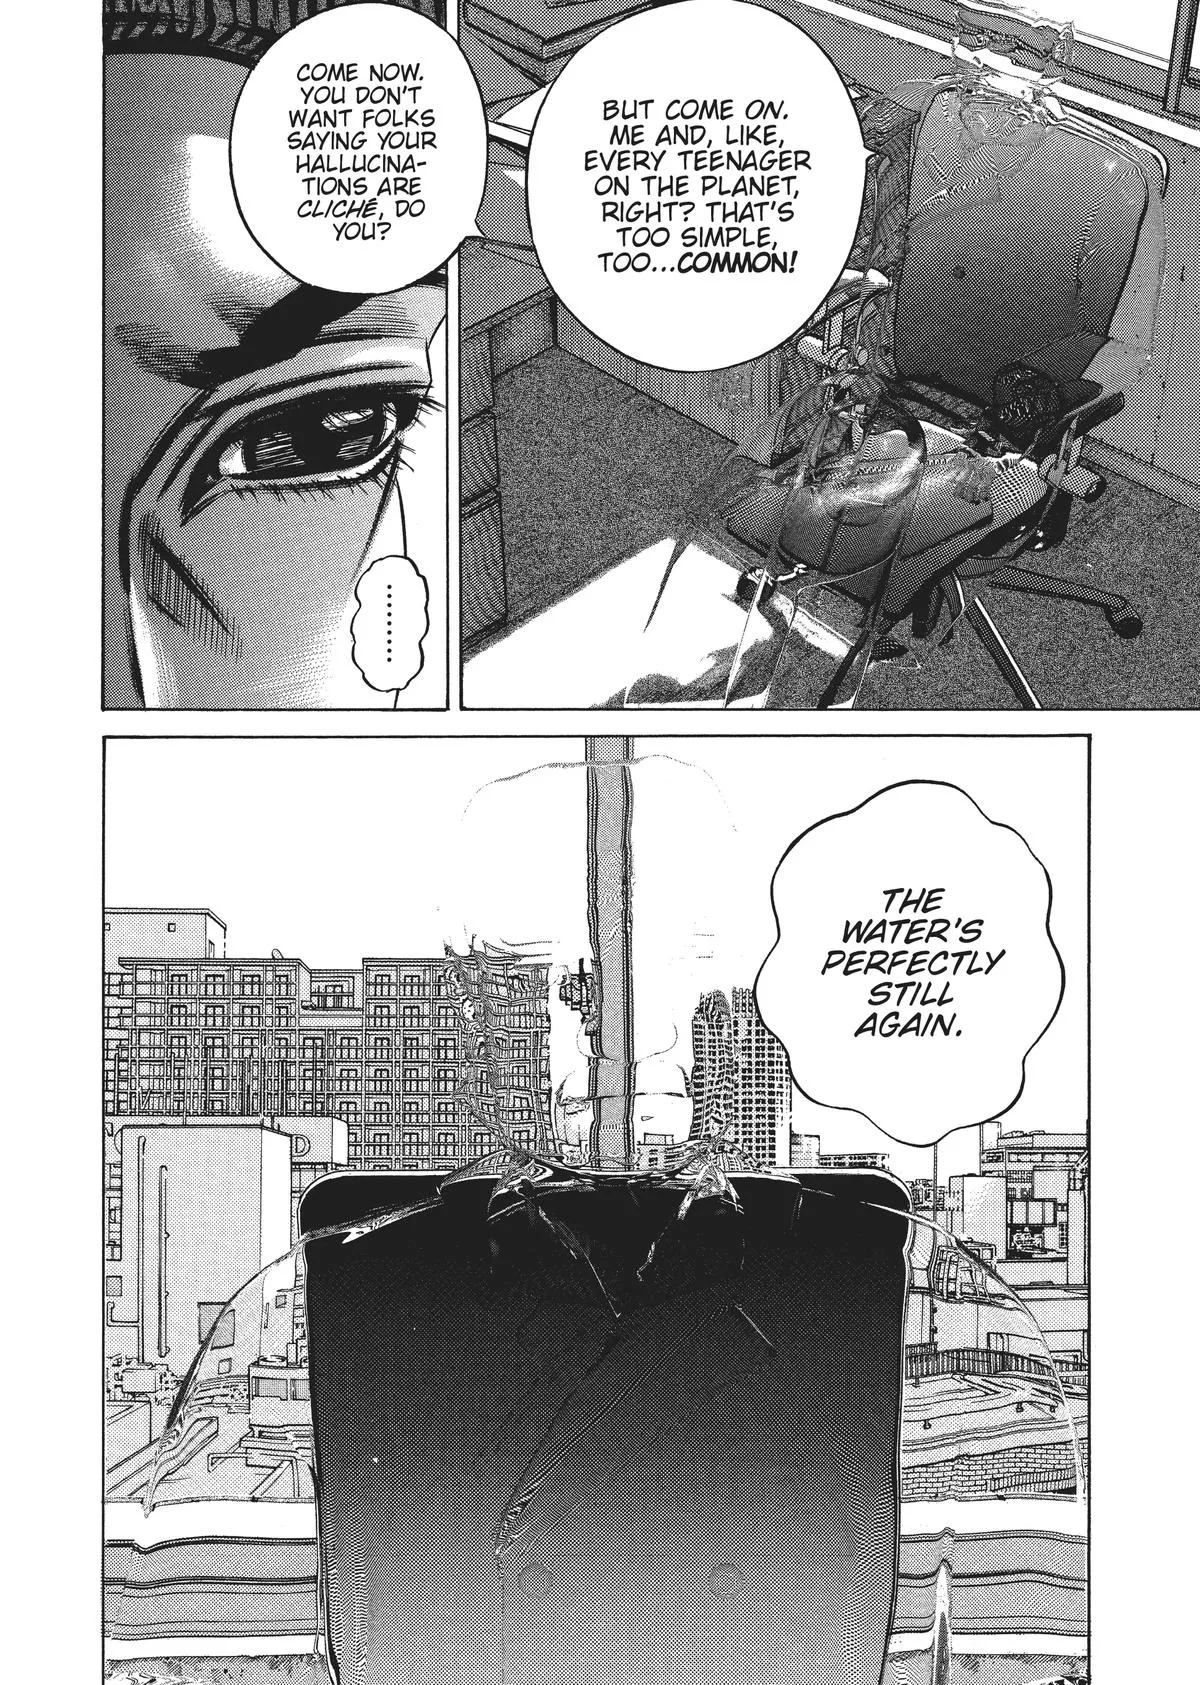 BUT COME ON.
ME AND, LIKE,
EVERY TEENAGER
ON THE PLANET,
RIGHT? THAT'S
TOO SIMPLE,
TOO...COMMON!
COME NOW.
YOU DON'T
WANT FOLKS
SAYING YOUR
HALLUCINA-
TIONS ARE
CLICHÉ, DO
YOU?
.........
THE
WATER'S
PERFECTLY
STILL
AGAIN.
D